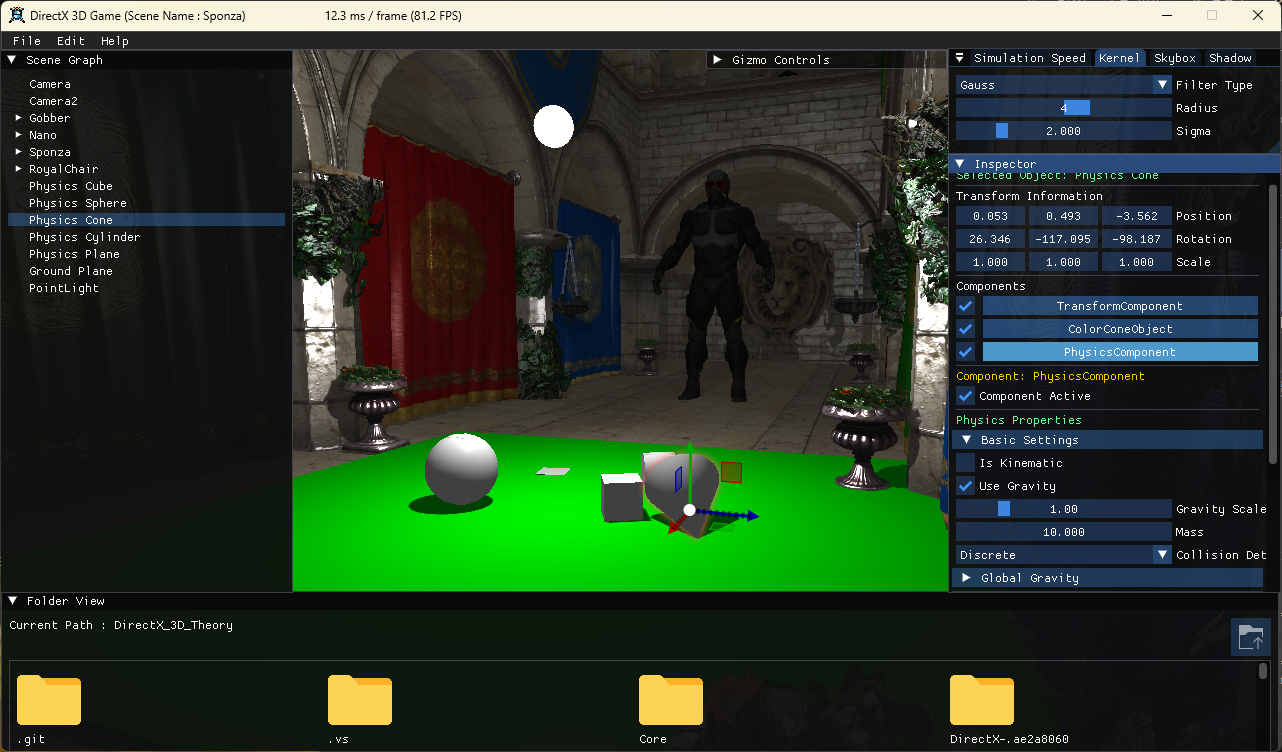 DirectX 3D Game (Scene Name : Sponza)
12.3 ms / frame (81.2 FPS)
File Edit Help
Scene Graph
Camera
Camera2
Gobber
Nano
Sponza
RoyalChair
Physics Cube
Physics Sphere
Physics Cone
Physics Cylinder
Physics Plane
Ground Plane
PointLight
Gizmo Controls
Simulation Speed Kernel Skybox Shadow
Gauss Filter Type
4 Radius
2.000 Sigma
Inspector
Selected Object: Physics Cone
Transform Information
0.053 0.493 -3.562 Position
26.346 -117.095 -98.187 Rotation
1.000 1.000 1.000 Scale
Components
TransformComponent
ColorConeObject
PhysicsComponent
Component: PhysicsComponent
Component Active
Physics Properties
Basic Settings
Is Kinematic
Use Gravity
1.00 Gravity Scale
10.000 Mass
Discrete Collision Det
Global Gravity
Folder View
Current Path : DirectX_3D_Theory
.git
.vs
Core
DirectX-.ae2a8060